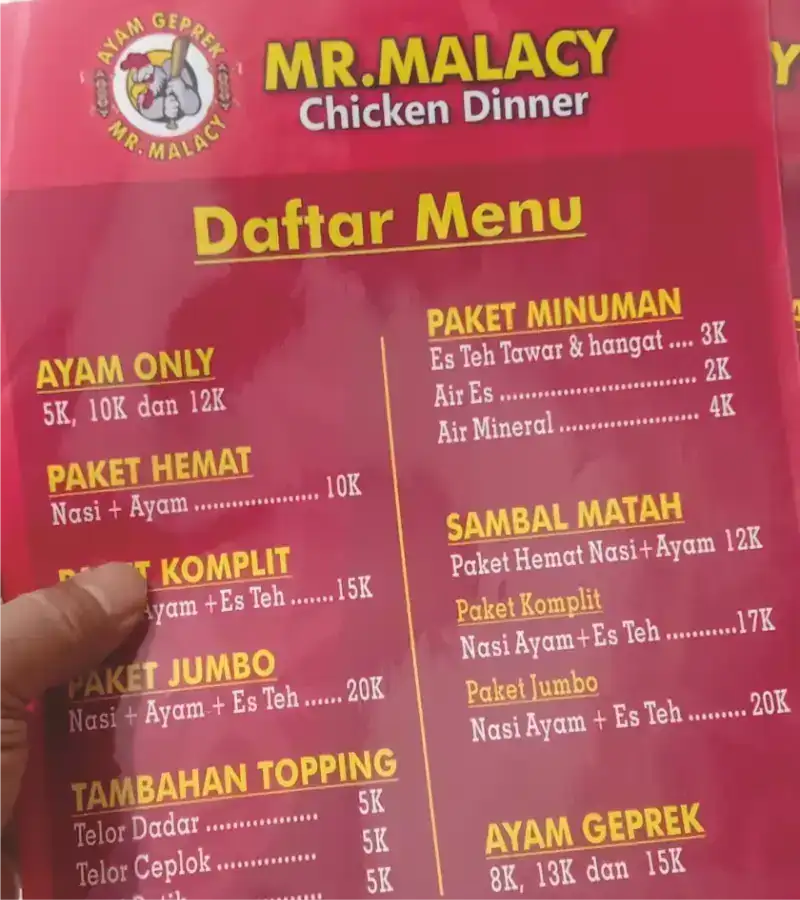 AYAM GEPREK
MR. MALACY
MR.MALACY
Chicken Dinner
Daftar Menu
AYAM ONLY
5K, 10K dan 12K
PAKET HEMAT
Nasi + Ayam .................... 10K
KOMPLIT
Ayam +Es Teh .......15K
PAKET JUMBO
Nasi + Ayam + Es Teh ...... 20K
TAMBAHAN TOPPING
Telor Dadar ................. 5K
Telor Ceplok ............... 5K
5K
PAKET MINUMAN
Es Teh Tawar & hangat .... 3K
Air Es ................................ 2K
Air Mineral ...................... 4K
SAMBAL MATAH
Paket Hemat Nasi+Ayam 12K
Paket Komplit
Nasi Ayam+Es Teh ...........17K
Paket Jumbo
Nasi Ayam + Es Teh ......... 20K
AYAM GEPREK
8K, 13K dan 15K
Y